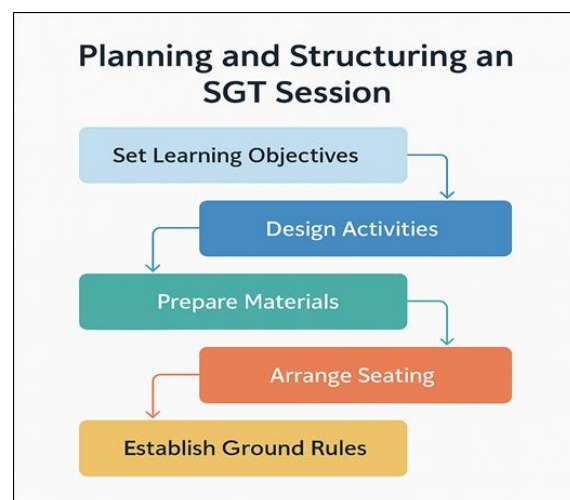 Planning and Structuring an
SGT Session
Set Learning Objectives
Design Activities
Prepare Materials
Arrange Seating
Establish Ground Rules